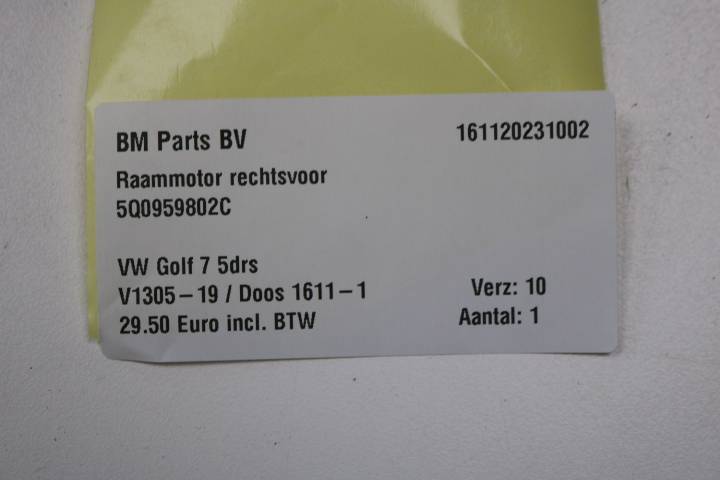 BM Parts BV 161120231002
Raammotor rechtsvoor
5Q0959802C
VW Golf 7 5drs
V1305-19 / Doos 1611-1 Verz: 10
29.50 Euro incl. BTW Aantal: 1